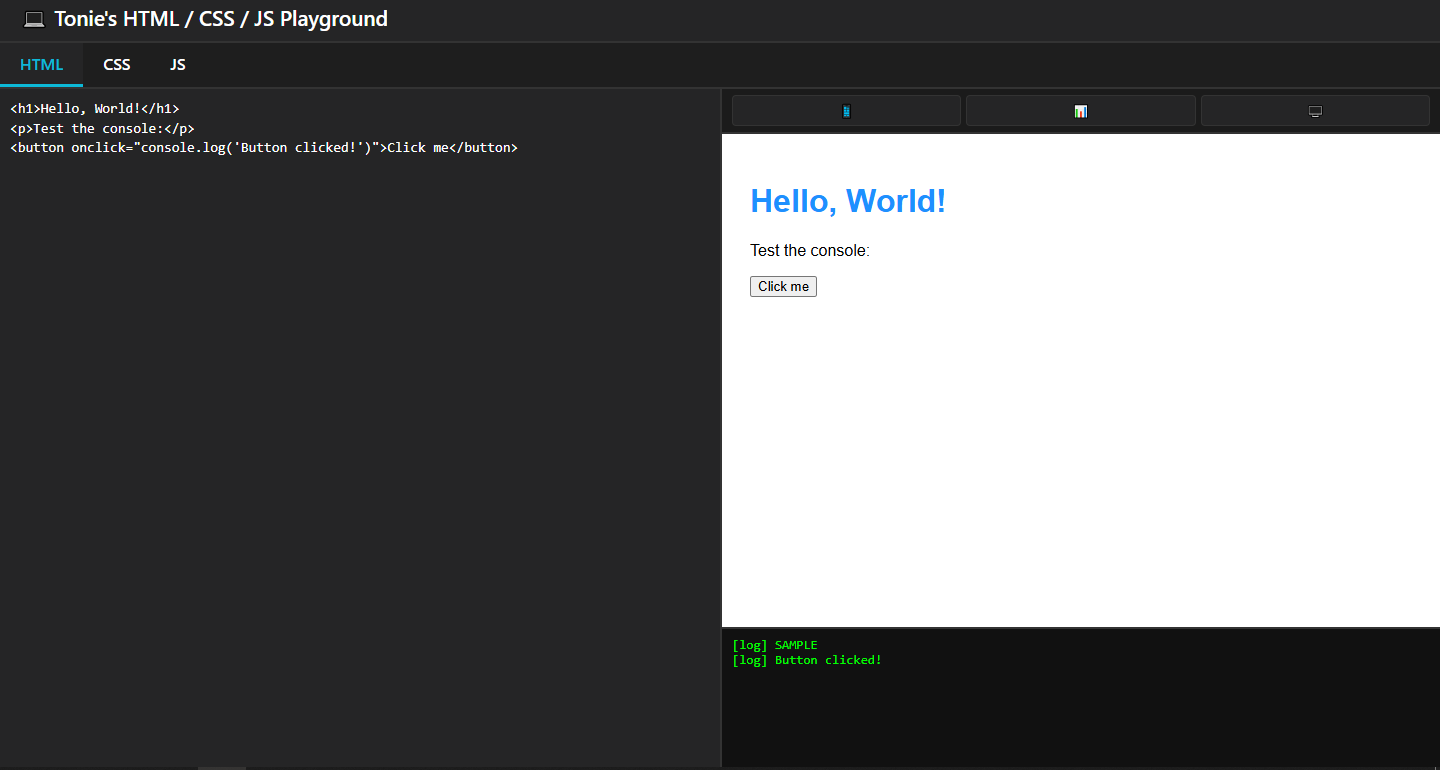 Tonie's HTML / CSS / JS Playground
HTML CSS JS
<h1>Hello, World!</h1>
<p>Test the console:</p>
<button onclick="console.log('Button clicked!')">Click me</button>
Hello, World!
Test the console:
Click me
[log] SAMPLE
[log] Button clicked!